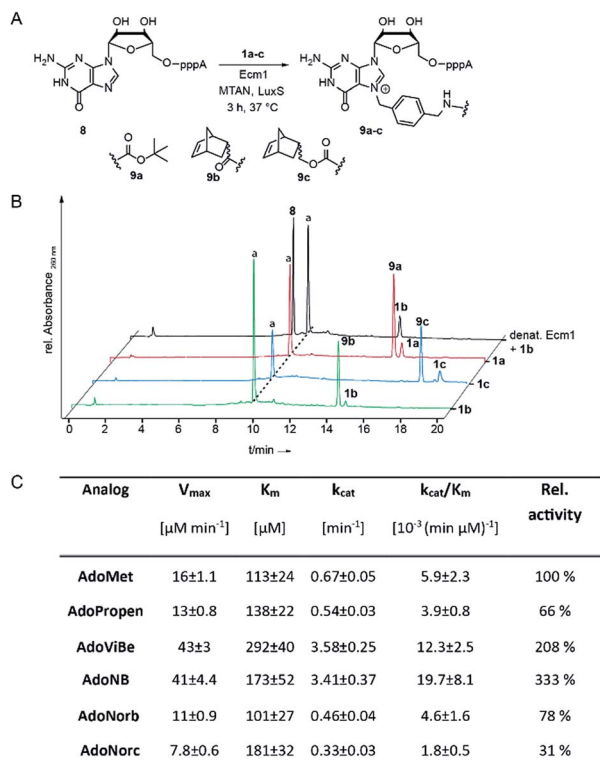 A
OH OH
H₂N N N O O–pppA
HN N
O
8
1a-c
Ecm1
MTAN, LuxS
3 h, 37 °C
OH OH
H₂N N N O O–pppA
HN N ⊕
O
H N
9a-c
O
O
9a
O
9b
O
O
9c
B
rel. Absorbance 260 nm
8
a
a
a
a
9a
1b
1a
9c
1c
9b
1b
denat. Ecm1
+ 1b
1a
1c
1b
0 2 4 6 8 10 12 14 16 18 20
t/min →
C
Analog Vmax Km kcat kcat/Km Rel. activity
[µM min⁻¹] [µM] [min⁻¹] [10⁻³ (min µM)⁻¹]
AdoMet 16±1.1 113±24 0.67±0.05 5.9±2.3 100 %
AdoPropen 13±0.8 138±22 0.54±0.03 3.9±0.8 66 %
AdoViBe 43±3 292±40 3.58±0.25 12.3±2.5 208 %
AdoNB 41±4.4 173±52 3.41±0.37 19.7±8.1 333 %
AdoNorb 11±0.9 101±27 0.46±0.04 4.6±1.6 78 %
AdoNorc 7.8±0.6 181±32 0.33±0.03 1.8±0.5 31 %